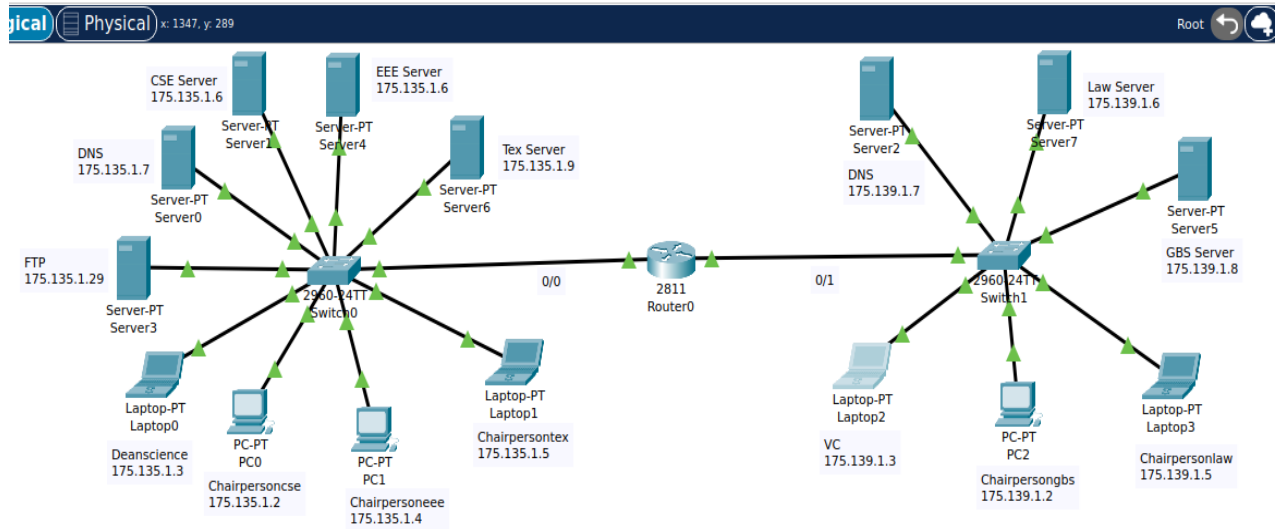 gical
Physical
x: 1347, y: 289
Root
CSE Server
175.135.1.6
Server-PT
Server1
EEE Server
175.135.1.6
Server-PT
Server4
DNS
175.135.1.7
Server-PT
Server0
Tex Server
175.135.1.9
Server-PT
Server6
FTP
175.135.1.29
Server-PT
Server3
2960-24TT
Switch0
0/0
2811
Router0
0/1
Server-PT
Server2
DNS
175.139.1.7
Law Server
175.139.1.6
Server-PT
Server7
Server-PT
Server5
GBS Server
175.139.1.8
2960-24TT
Switch1
Laptop-PT
Laptop0
Deanscience
175.135.1.3
PC-PT
PC0
Chairpersoncse
175.135.1.2
PC-PT
PC1
Chairpersoneee
175.135.1.4
Laptop-PT
Laptop1
Chairpersontex
175.135.1.5
Laptop-PT
Laptop2
VC
175.139.1.3
PC-PT
PC2
Chairpersongbs
175.139.1.2
Laptop-PT
Laptop3
Chairpersonlaw
175.139.1.5